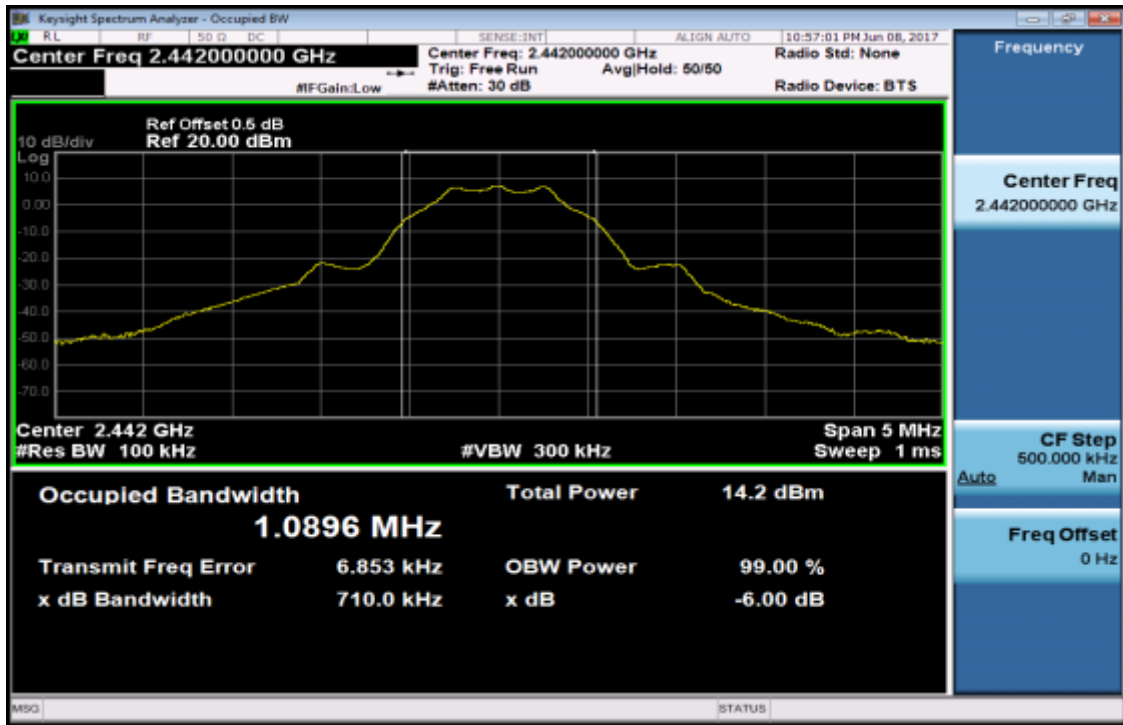 Keysight Spectrum Analyzer - Occupied BW
RL RF 50 Ω DC SENSE:INT ALIGN AUTO 10:57:01 PM Jun 08, 2017
Center Freq 2.442000000 GHz
Center Freq: 2.442000000 GHz Radio Std: None
Trig: Free Run Avg|Hold: 50/50
#IFGain:Low #Atten: 30 dB Radio Device: BTS
Frequency
Ref Offset 0.5 dB
10 dB/div Ref 20.00 dBm
Log
10.0
0.00
-10.0
-20.0
-30.0
-40.0
-50.0
-60.0
-70.0
Center 2.442 GHz Span 5 MHz
#Res BW 100 kHz #VBW 300 kHz Sweep 1 ms
Occupied Bandwidth Total Power 14.2 dBm
1.0896 MHz
Transmit Freq Error 6.853 kHz OBW Power 99.00 %
x dB Bandwidth 710.0 kHz x dB -6.00 dB
Center Freq
2.442000000 GHz
CF Step
500.000 kHz
Auto Man
Freq Offset
0 Hz
MSG STATUS